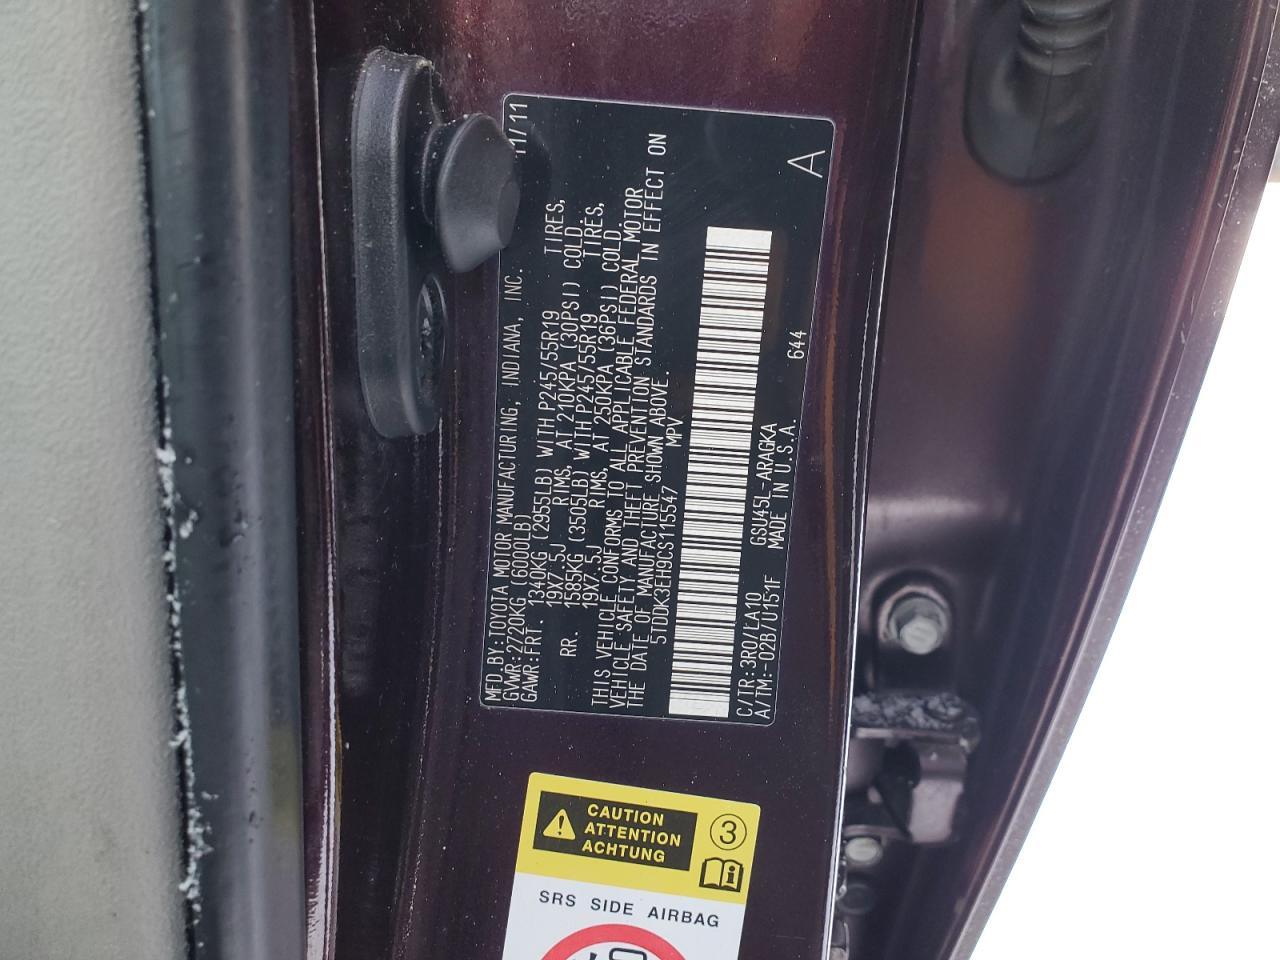 MFD.BY:TOYOTA MOTOR MANUFACTURING, INDIANA, INC. 11/11
GVWR:2720KG (6000LB)
GAWR:FRT. 1340KG (2955LB) WITH P245/55R19 TIRES,
19X7.5J RIMS, AT 210KPA (30PSI) COLD.
RR. 1585KG (3505LB) WITH P245/55R19 TIRES,
19X7.5J RIMS, AT 250KPA (36PSI) COLD.
THIS VEHICLE CONFORMS TO ALL APPLICABLE FEDERAL MOTOR
VEHICLE SAFETY AND THEFT PREVENTION STANDARDS IN EFFECT ON
THE DATE OF MANUFACTURE SHOWN ABOVE.
5TDDK3EH9CS115547 MPV
C/TR:3R0/LA10 GSU45L-ARAGKA
A/TM:-02B/U151F MADE IN U.S.A. 644 A
CAUTION
ATTENTION
ACHTUNG
3
SRS SIDE AIRBAG